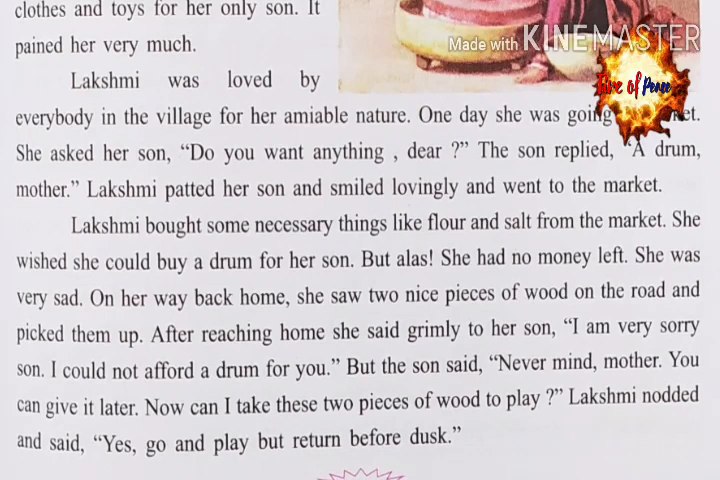 clothes and toys for her only son. It
pained her very much.
Made with KINEMASTER
Fire of Peace
Lakshmi was loved by
everybody in the village for her amiable nature. One day she was going
She asked her son, “Do you want anything , dear ?” The son replied, “A drum,
mother.” Lakshmi patted her son and smiled lovingly and went to the market.
Lakshmi bought some necessary things like flour and salt from the market. She
wished she could buy a drum for her son. But alas! She had no money left. She was
very sad. On her way back home, she saw two nice pieces of wood on the road and
picked them up. After reaching home she said grimly to her son, “I am very sorry
son. I could not afford a drum for you.” But the son said, “Never mind, mother. You
can give it later. Now can I take these two pieces of wood to play ?” Lakshmi nodded
and said, “Yes, go and play but return before dusk.”